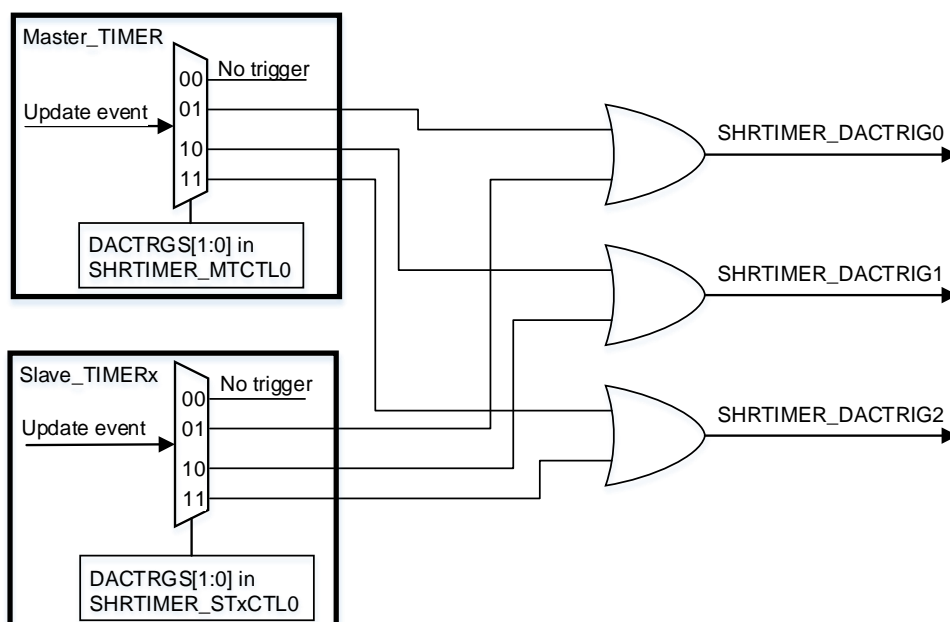 Master_TIMER
No trigger
00
01
Update event
10
11
DACTRGS[1:0] in
SHRTIMER_MTCTL0
SHRTIMER_DACTRIG0
SHRTIMER_DACTRIG1
Slave_TIMERx
No trigger
00
01
Update event
10
11
DACTRGS[1:0] in
SHRTIMER_STxCTL0
SHRTIMER_DACTRIG2